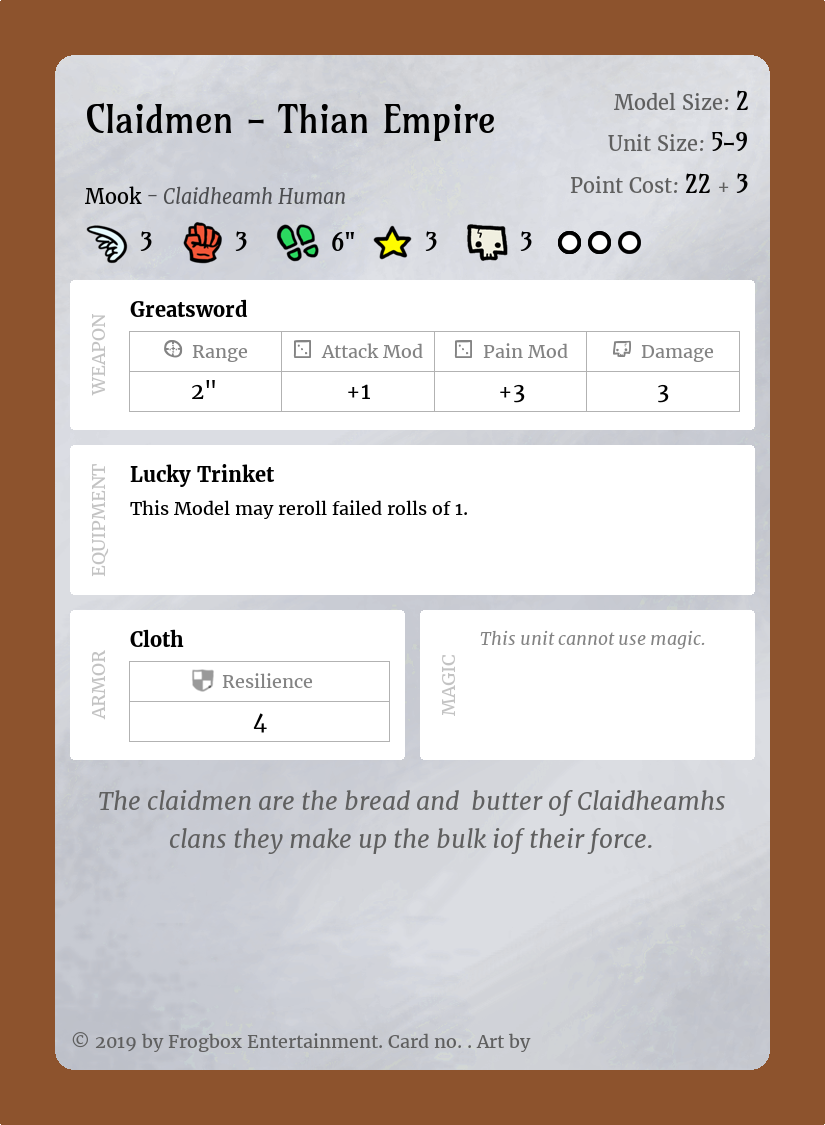 Claidmen – Thian Empire
Model Size: 2
Unit Size: 5–9
Point Cost: 22 + 3
Mook – Claidheamh Human
3 3 6" 3 3
WEAPON
Greatsword
Range Attack Mod Pain Mod Damage
2" +1 +3 3
EQUIPMENT
Lucky Trinket
This Model may reroll failed rolls of 1.
ARMOR
Cloth
Resilience
4
MAGIC
This unit cannot use magic.
The claidmen are the bread and  butter of Claidheamhs
clans they make up the bulk iof their force.
© 2019 by Frogbox Entertainment. Card no. . Art by